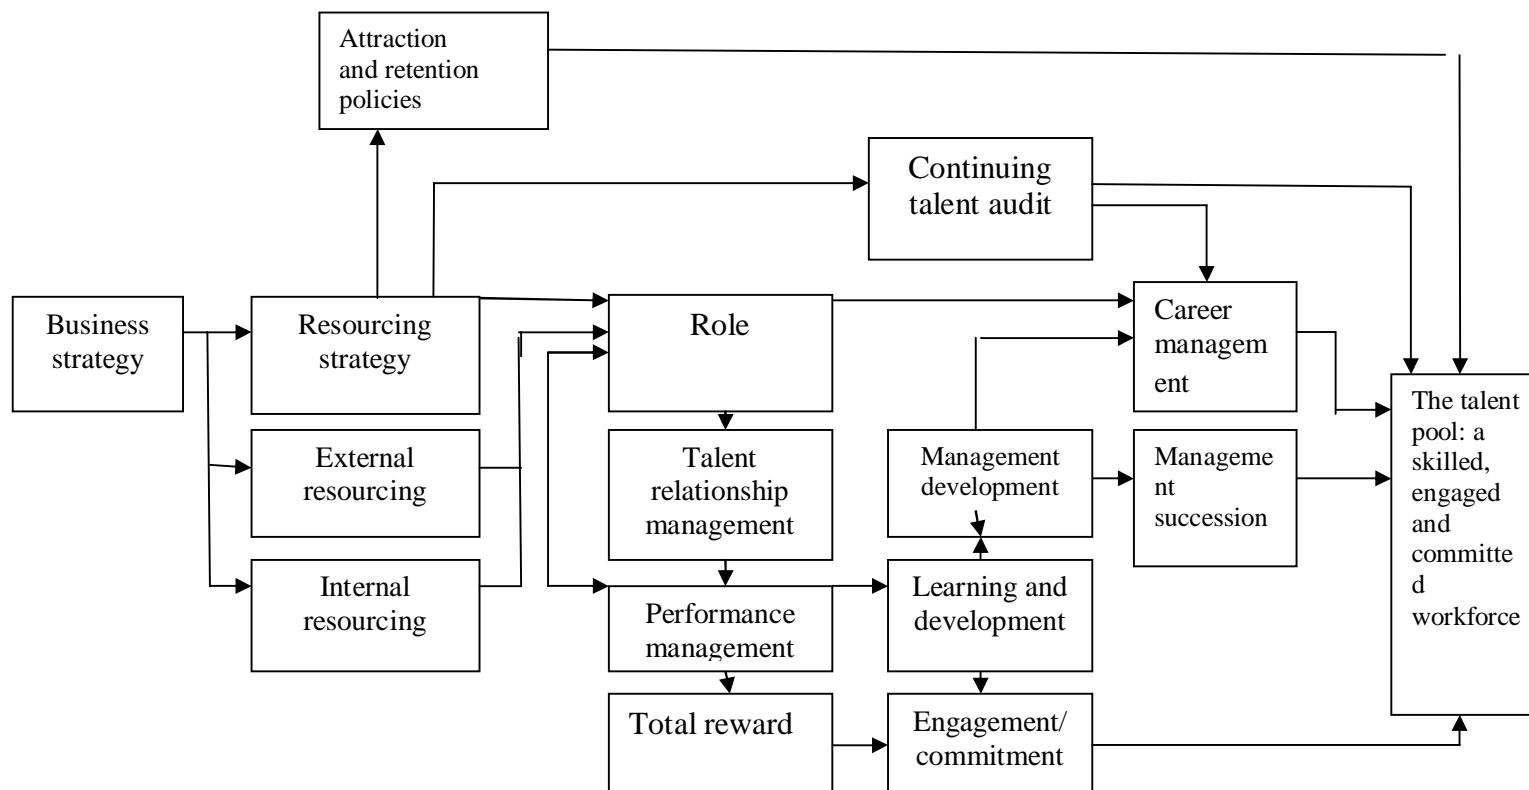 Attraction
and retention
policies
Continuing
talent audit
Business
strategy
Resourcing
strategy
Role
Career
managem
ent
External
resourcing
Talent
relationship
management
Management
development
Manageme
nt
succession
The talent
pool: a
skilled,
engaged
and
committe
d
workforce
Internal
resourcing
Performance
management
Learning and
development
Total reward
Engagement/
commitment